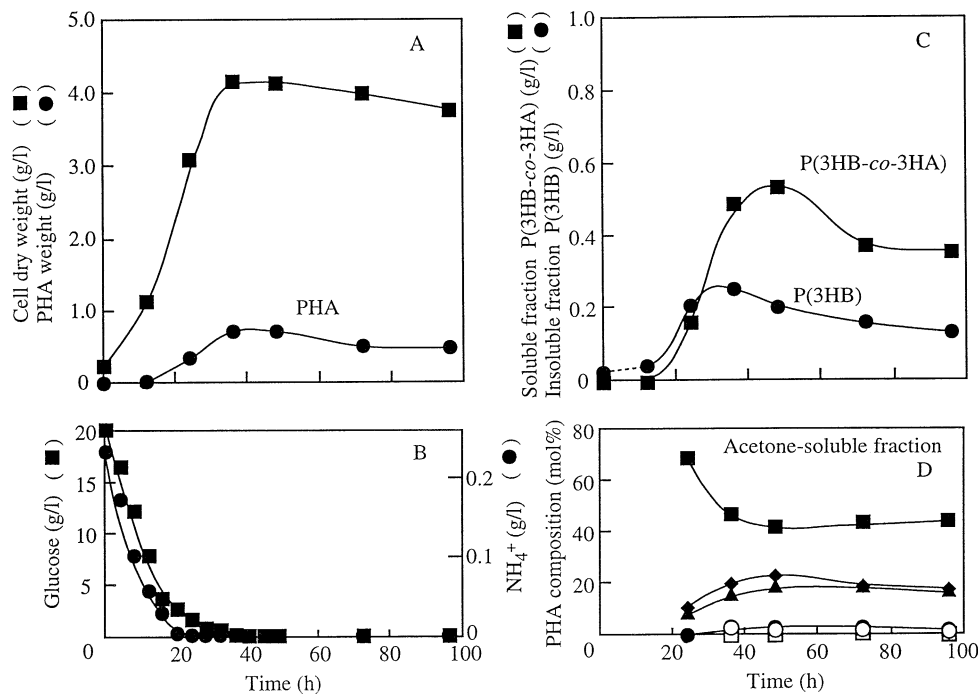 A
5.0
4.0
3.0
2.0
1.0
0
Cell dry weight (g/l) ( ■ )
PHA weight (g/l) ( ● )
PHA
C
1.0
0.8
0.6
0.4
0.2
0
Soluble fraction P(3HB-co-3HA) (g/l) ( ■ )
Insoluble fraction P(3HB) (g/l) ( ● )
P(3HB-co-3HA)
P(3HB)
B
20
15
10
5
0
Glucose (g/l) ( ■ )
0.2
0.1
0
NH4+ (g/l) ( ● )
20 40 60 80 100
Time (h)
Acetone-soluble fraction
D
80
60
40
20
0
PHA composition (mol%)
20 40 60 80 100
Time (h)